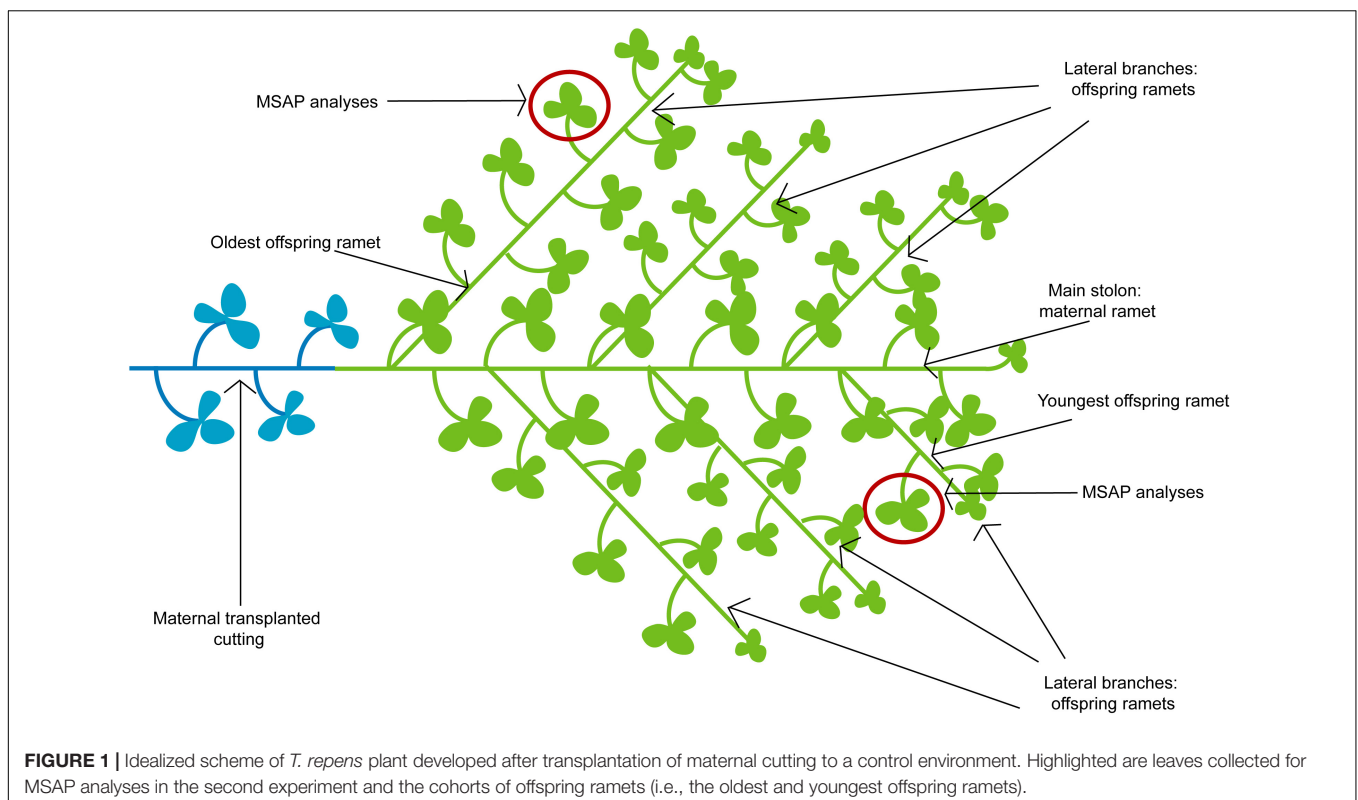 Lateral branches:
offspring ramets
MSAP analyses
Oldest offspring ramet
Main stolon:
maternal ramet
Youngest offspring ramet
MSAP analyses
Maternal transplanted
cutting
Lateral branches:
offspring ramets
FIGURE 1 | Idealized scheme of T. repens plant developed after transplantation of maternal cutting to a control environment. Highlighted are leaves collected for
MSAP analyses in the second experiment and the cohorts of offspring ramets (i.e., the oldest and youngest offspring ramets).